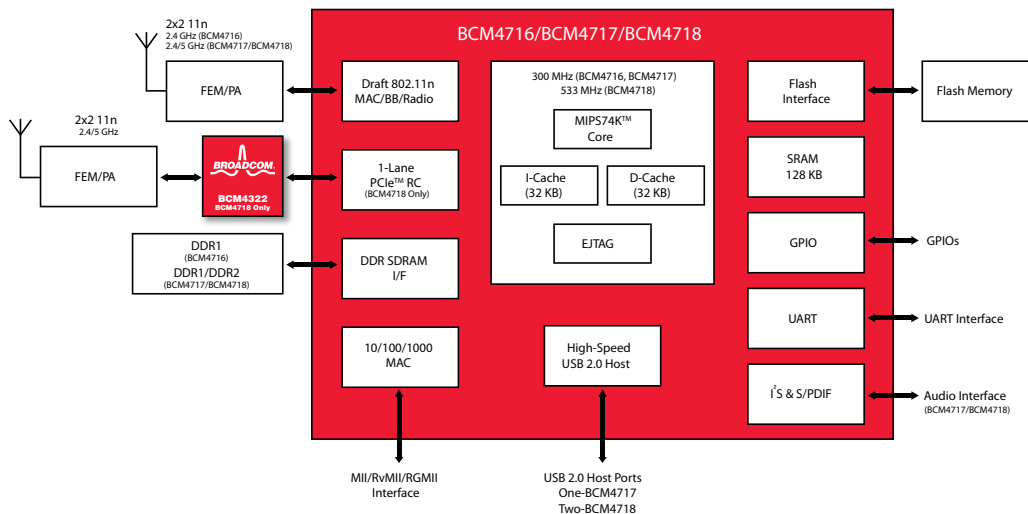 2x2 11n
2.4 GHz (BCM4716)
2.4/5 GHz (BCM4717/BCM4718)
FEM/PA
2x2 11n
2.4/5 GHz
FEM/PA
BROADCOM.
BCM4322
BCM4718 Only
DDR1
(BCM4716)
DDR1/DDR2
(BCM4717/BCM4718)
BCM4716/BCM4717/BCM4718
Draft 802.11n
MAC/BB/Radio
1-Lane
PCIe™ RC
(BCM4718 Only)
DDR SDRAM
I/F
10/100/1000
MAC
300 MHz (BCM4716, BCM4717)
533 MHz (BCM4718)
MIPS74K™
Core
I-Cache
(32 KB)
D-Cache
(32 KB)
EJTAG
High-Speed
USB 2.0 Host
Flash
Interface
SRAM
128 KB
GPIO
UART
I²S & S/PDIF
Flash Memory
GPIOs
UART Interface
Audio Interface
(BCM4717/BCM4718)
MII/RvMII/RGMII
Interface
USB 2.0 Host Ports
One-BCM4717
Two-BCM4718